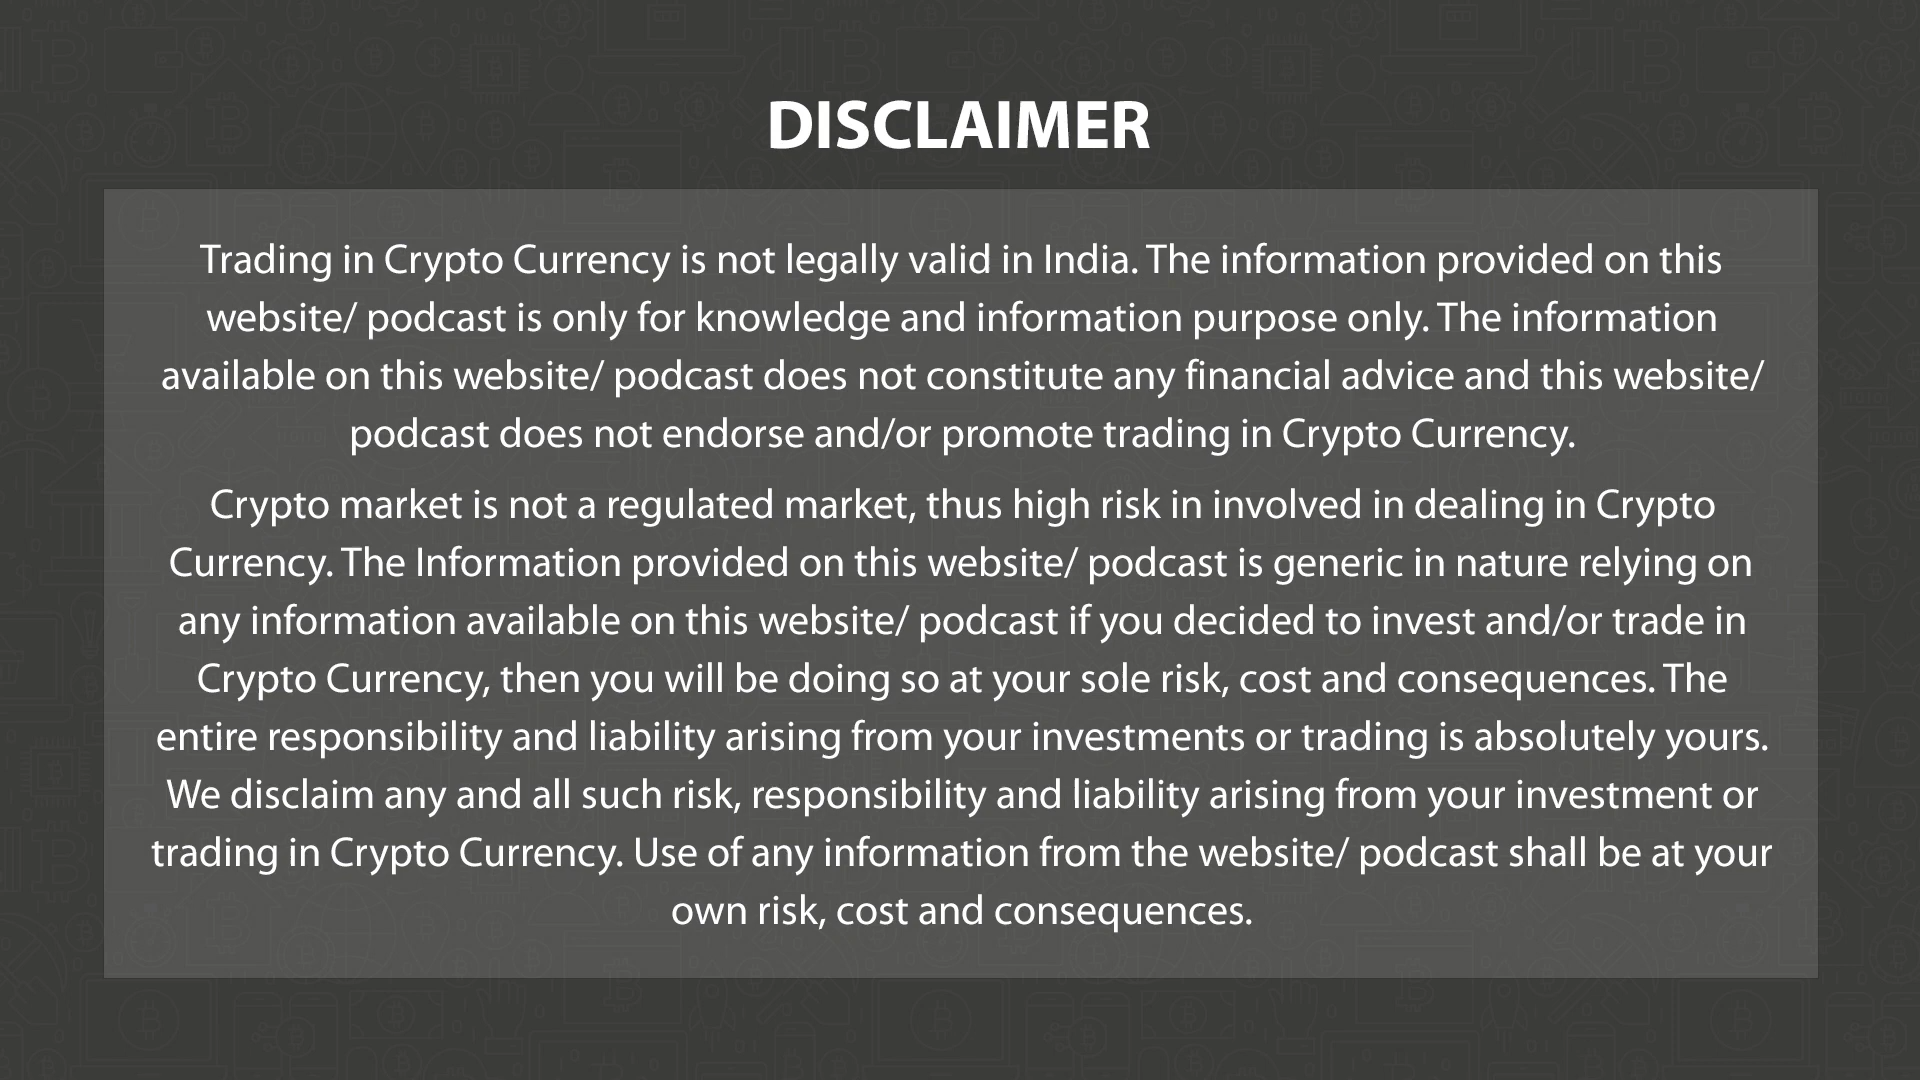 DISCLAIMER
Trading in Crypto Currency is not legally valid in India. The information provided on this
website/ podcast is only for knowledge and information purpose only. The information
available on this website/ podcast does not constitute any financial advice and this website/
podcast does not endorse and/or promote trading in Crypto Currency.
Crypto market is not a regulated market, thus high risk in involved in dealing in Crypto
Currency. The Information provided on this website/ podcast is generic in nature relying on
any information available on this website/ podcast if you decided to invest and/or trade in
Crypto Currency, then you will be doing so at your sole risk, cost and consequences. The
entire responsibility and liability arising from your investments or trading is absolutely yours.
We disclaim any and all such risk, responsibility and liability arising from your investment or
trading in Crypto Currency. Use of any information from the website/ podcast shall be at your
own risk, cost and consequences.